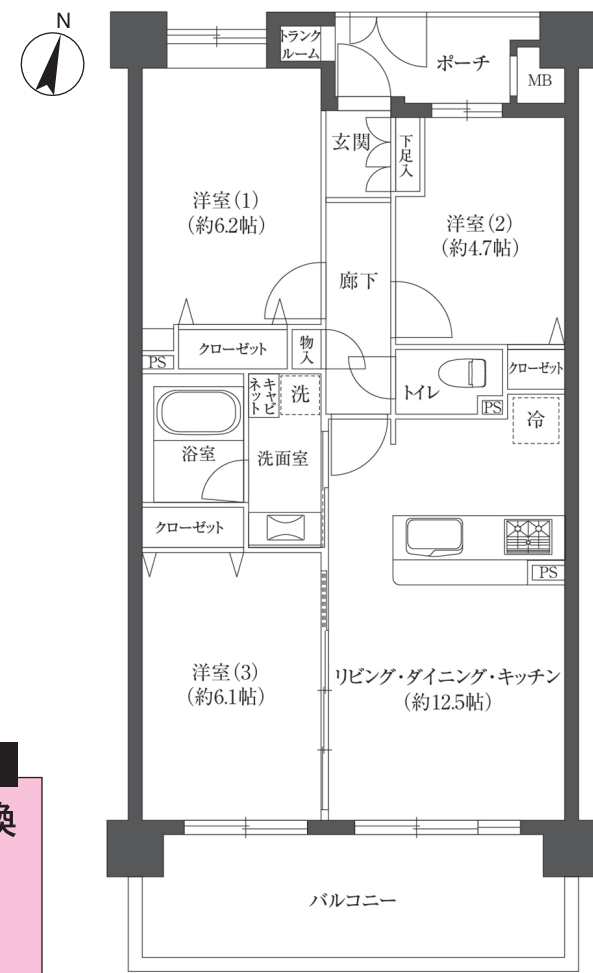 N
トランク
ルーム
ポーチ
MB
玄関
下足入
洋室(1)
(約6.2帖)
洋室(2)
(約4.7帖)
廊下
PS
クローゼット
物入
トイレ
クローゼット
PS
キャビ
ネット
洗
冷
浴室
洗面室
クローゼット
PS
洋室(3)
(約6.1帖)
リビング・ダイニング・キッチン
(約12.5帖)
換
バルコニー